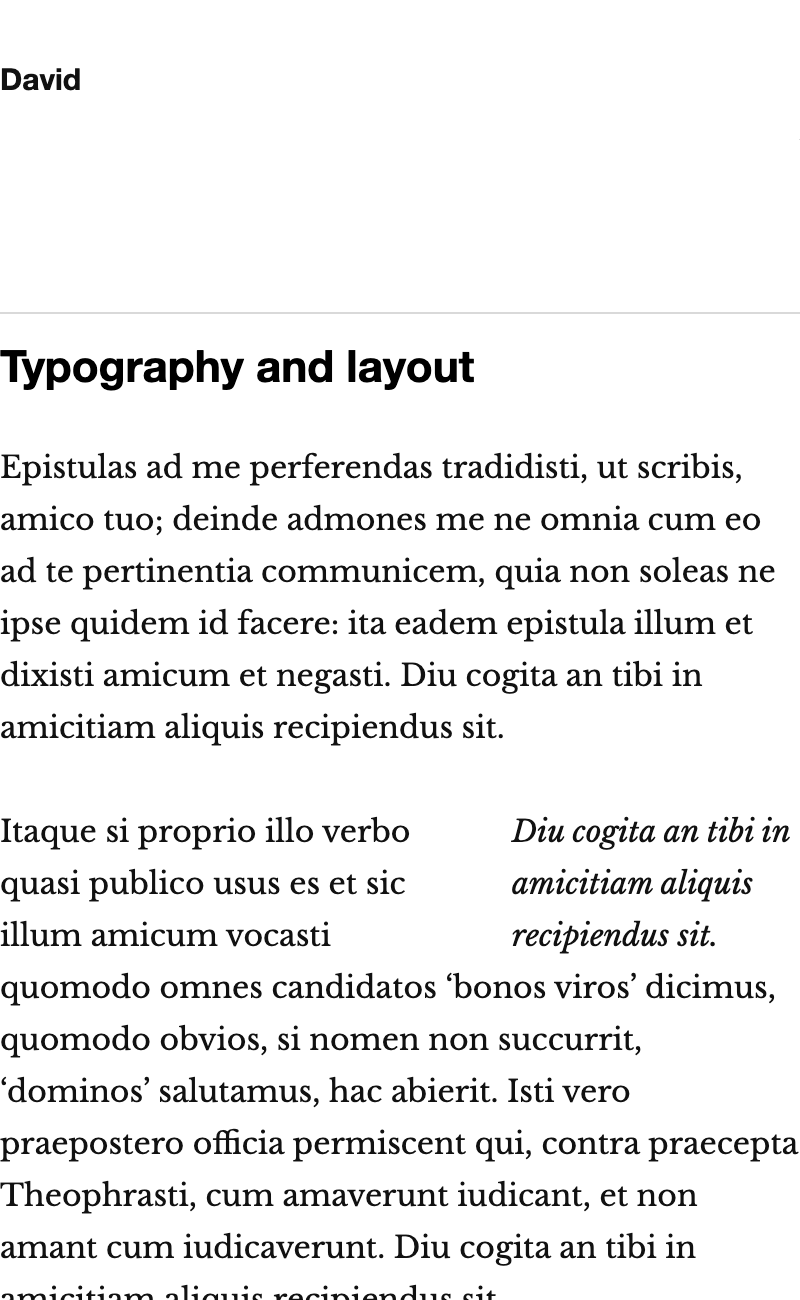 David
Typography and layout
Epistulas ad me perferendas tradidisti, ut scribis,
amico tuo; deinde admones me ne omnia cum eo
ad te pertinentia communicem, quia non soleas ne
ipse quidem id facere: ita eadem epistula illum et
dixisti amicum et negasti. Diu cogita an tibi in
amicitiam aliquis recipiendus sit.
Itaque si proprio illo verbo
quasi publico usus es et sic
illum amicum vocasti
Diu cogita an tibi in
amicitiam aliquis
recipiendus sit.
quomodo omnes candidatos ‘bonos viros’ dicimus,
quomodo obvios, si nomen non succurrit,
‘dominos’ salutamus, hac abierit. Isti vero
praepostero officia permiscent qui, contra praecepta
Theophrasti, cum amaverunt iudicant, et non
amant cum iudicaverunt. Diu cogita an tibi in
amicitiam aliquis recipiendus sit.